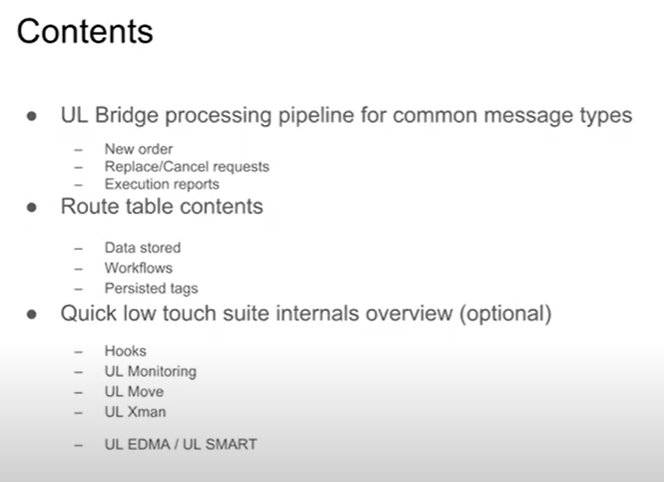 Contents
● UL Bridge processing pipeline for common message types
– New order
– Replace/Cancel requests
– Execution reports
● Route table contents
– Data stored
– Workflows
– Persisted tags
● Quick low touch suite internals overview (optional)
– Hooks
– UL Monitoring
– UL Move
– UL Xman
– UL EDMA / UL SMART